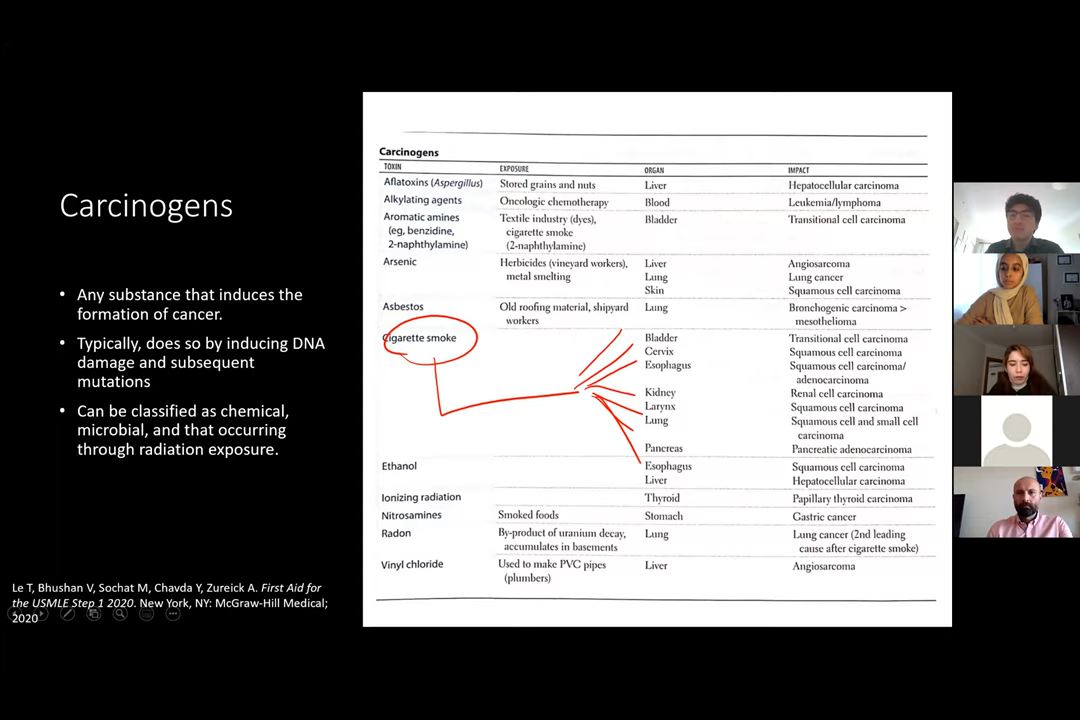 Carcinogens
• Any substance that induces the
formation of cancer.
• Typically, does so by inducing DNA
damage and subsequent
mutations
• Can be classified as chemical,
microbial, and that occurring
through radiation exposure.
Le T, Bhushan V, Sochat M, Chavda Y, Zureick A. First Aid for
the USMLE Step 1 2020. New York, NY: McGraw-Hill Medical;
2020
Carcinogens
TOXIN EXPOSURE ORGAN IMPACT
Aflatoxins (Aspergillus) Stored grains and nuts Liver Hepatocellular carcinoma
Alkylating agents Oncologic chemotherapy Blood Leukemia/lymphoma
Aromatic amines Textile industry (dyes), Bladder Transitional cell carcinoma
(eg, benzidine, cigarette smoke
2-naphthylamine) (2-naphthylamine)
Arsenic Herbicides (vineyard workers), Liver Angiosarcoma
metal smelting Lung Lung cancer
Skin Squamous cell carcinoma
Asbestos Old roofing material, shipyard Lung Bronchogenic carcinoma >
workers mesothelioma
Cigarette smoke Bladder Transitional cell carcinoma
Cervix Squamous cell carcinoma
Esophagus Squamous cell carcinoma/
adenocarcinoma
Kidney Renal cell carcinoma
Larynx Squamous cell carcinoma
Lung Squamous cell and small cell
carcinoma
Pancreas Pancreatic adenocarcinoma
Ethanol Esophagus Squamous cell carcinoma
Liver Hepatocellular carcinoma
Ionizing radiation Thyroid Papillary thyroid carcinoma
Nitrosamines Smoked foods Stomach Gastric cancer
Radon By-product of uranium decay, Lung Lung cancer (2nd leading
accumulates in basements cause after cigarette smoke)
Vinyl chloride Used to make PVC pipes Liver Angiosarcoma
(plumbers)